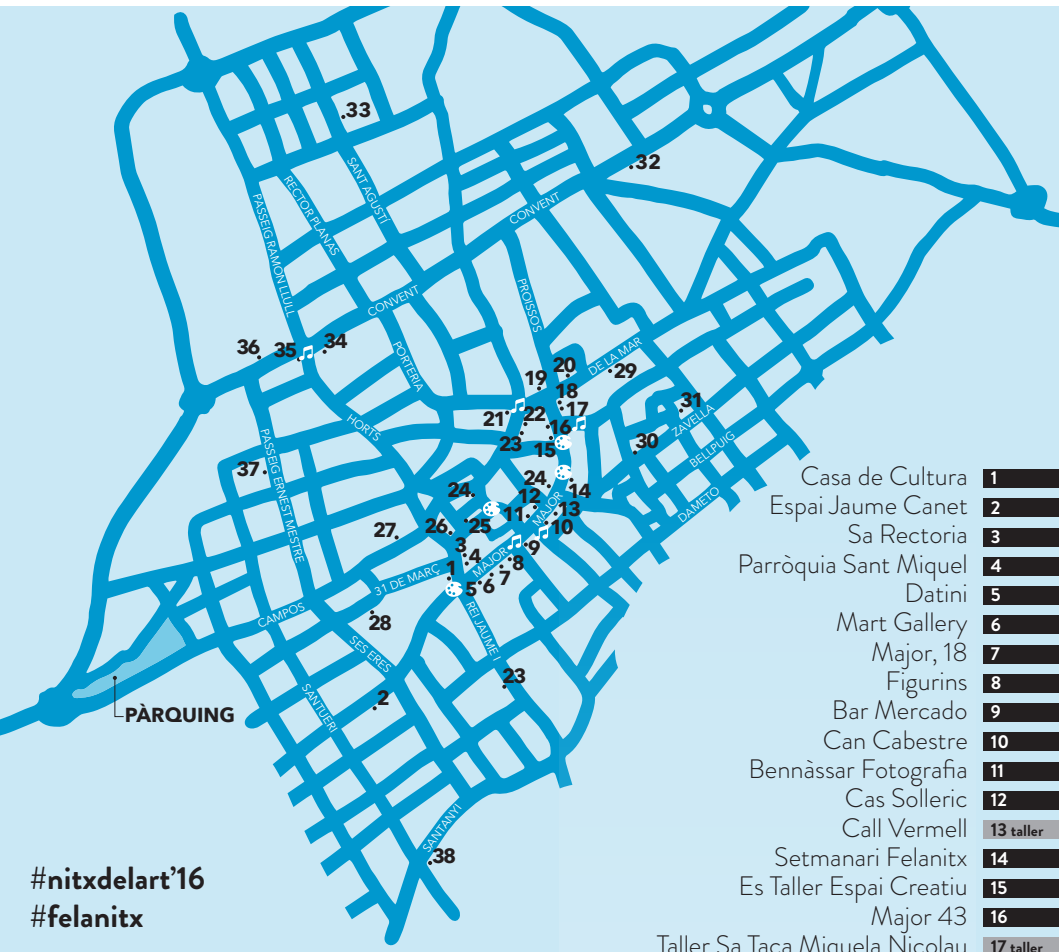 33
32
SANT AGUSTÍ
RECTOR PLANAS
PASSEIG RAMON LLULL
CONVENT
CONVENT
PROISSOS
PORTERIA
36
35
34
DE LA MAR
20
29
19
18
17
31
21
22
16
ZAVELLA
HORTS
23
15
30
BELLPUIG
PASSEIG ERNEST MESTRE
37
24
24
14
DAMETO
12
MAJOR
13
11
10
27
26
25
9
3
4
MAJOR
8
1
7
31 DE MARÇ
5
6
CAMPOS
28
REI JAUME I
SES ERES
23
2
SANTUERI
PÀRQUING
SANTANYI
38
#nitxdelart'16
#felanitx
Casa de Cultura 1
Espai Jaume Canet 2
Sa Rectoria 3
Parròquia Sant Miquel 4
Datini 5
Mart Gallery 6
Major, 18 7
Figurins 8
Bar Mercado 9
Can Cabestre 10
Bennàssar Fotografia 11
Cas Solleric 12
Call Vermell 13 taller
Setmanari Felanitx 14
Es Taller Espai Creatiu 15
Major 43 16
Taller Sa Taca Miquela Nicolau 17 taller